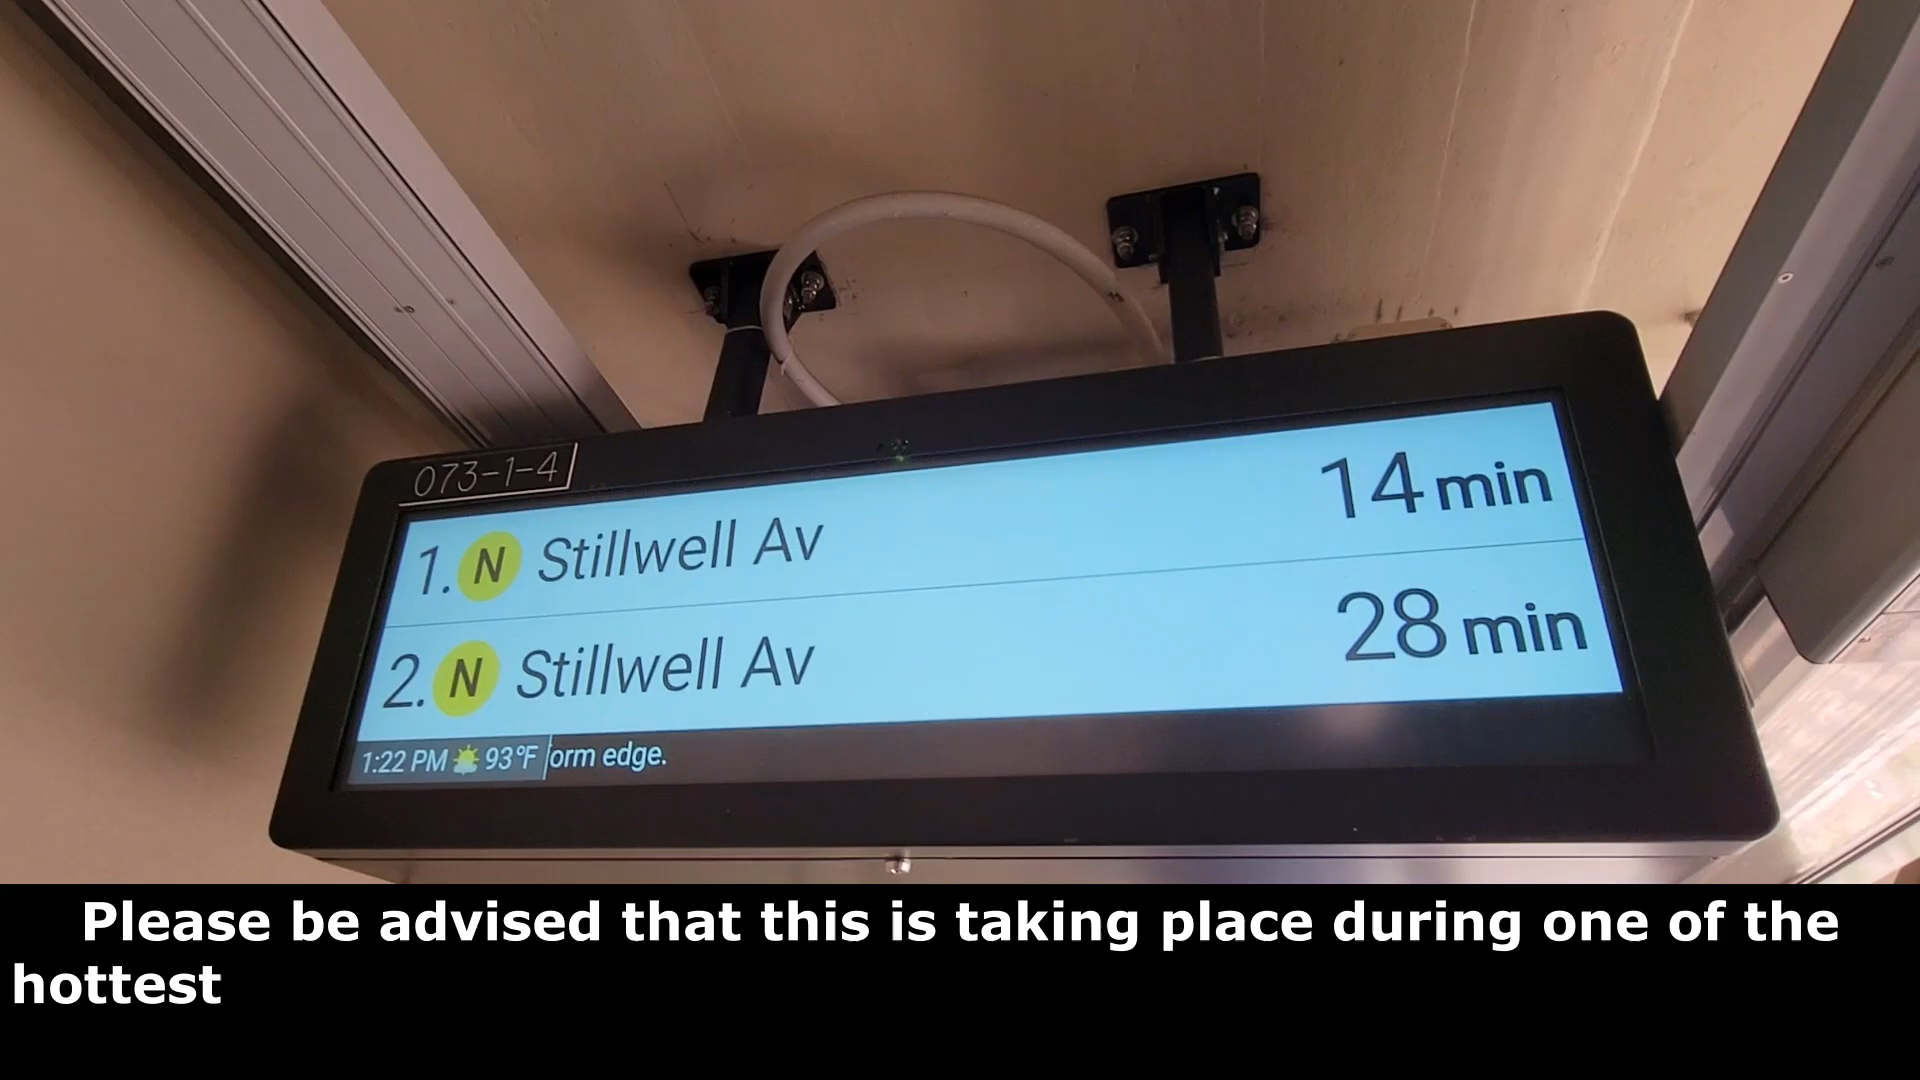 073-1-4
1. N Stillwell Av 14 min
2. N Stillwell Av 28 min
1:22 PM 93°F orm edge.
Please be advised that this is taking place during one of the
hottest